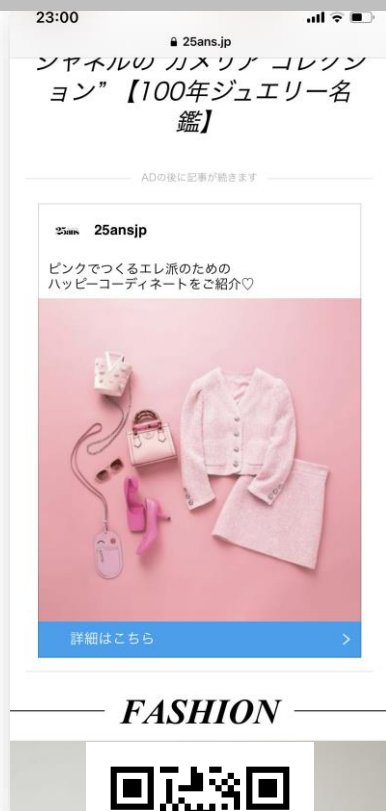 23:00
25ans.jp
シャネルの"カメリア コレクシ
ョン"【100年ジュエリー名
鑑】
ADの後に記事が続きます
25ans 25ansjp
ピンクでつくるエレ派のための
ハッピーコーディネートをご紹介♡
詳細はこちら
FASHION